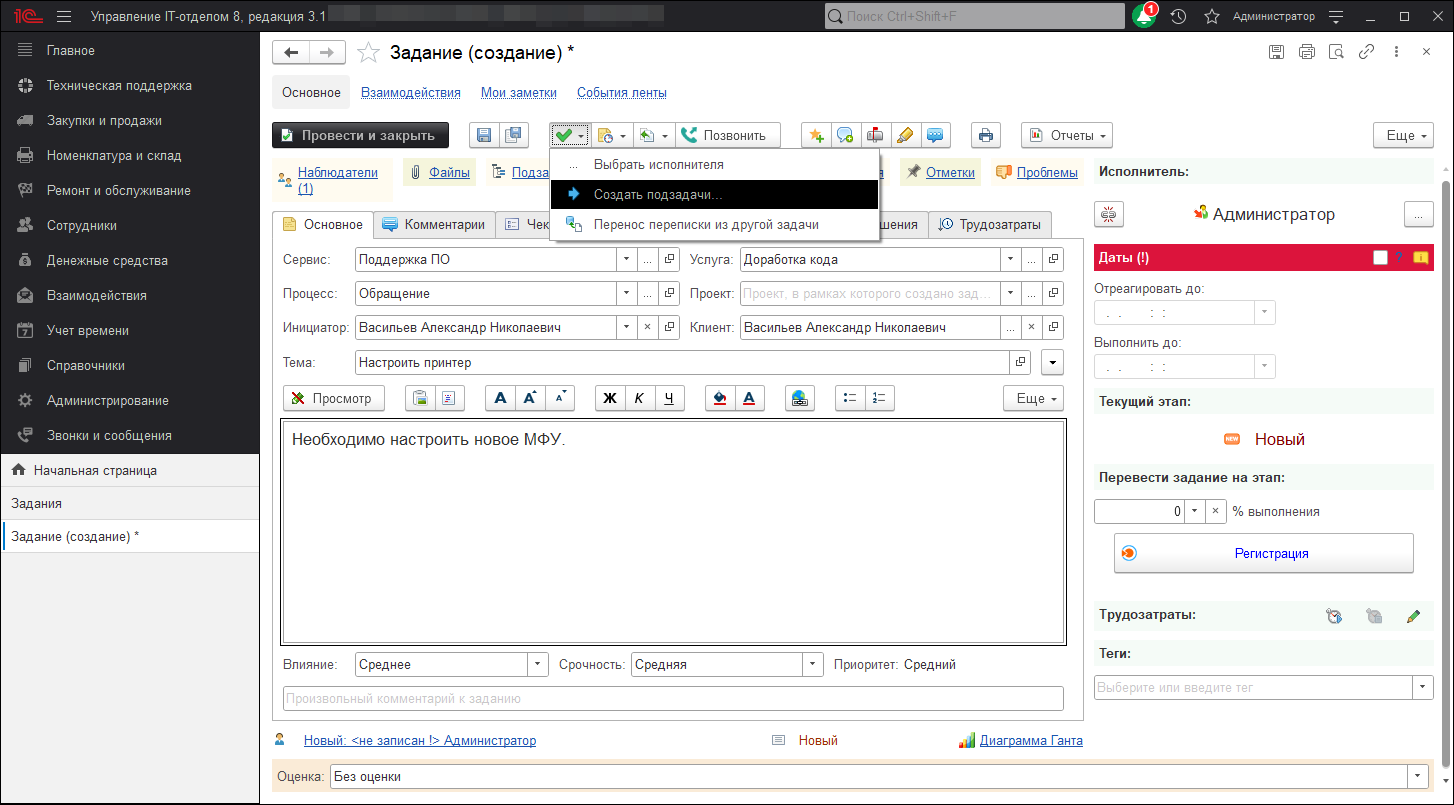 1С Управление IT-отделом 8, редакция 3.1 Поиск Ctrl+Shift+F 1 Администратор
Главное
Техническая поддержка
Закупки и продажи
Номенклатура и склад
Ремонт и обслуживание
Сотрудники
Денежные средства
Взаимодействия
Учет времени
Справочники
Администрирование
Звонки и сообщения
Начальная страница
Задания
Задание (создание) *
Задание (создание) *
Основное Взаимодействия Мои заметки События ленты
Провести и закрыть Позвонить Отчеты Еще
... Выбрать исполнителя
Создать подзадачи...
Перенос переписки из другой задачи
Наблюдатели
(1)
Файлы Подза Отметки Проблемы
Основное Комментарии Чек шения Трудозатраты
Сервис: Поддержка ПО ... Услуга: Доработка кода ...
Процесс: Обращение ... Проект: Проект, в рамках которого создано зад... ...
Инициатор: Васильев Александр Николаевич × Клиент: Васильев Александр Николаевич ... ×
Тема: Настроить принтер
Просмотр А А А Ж К Ч А Еще
Необходимо настроить новое МФУ.
Влияние: Среднее Срочность: Средняя Приоритет: Средний
Произвольный комментарий к заданию
Новый: <не записан !> Администратор Новый Диаграмма Ганта
Оценка: Без оценки
Исполнитель:
Администратор ...
Даты (!) ?
Отреагировать до:
. . : :
Выполнить до:
. . : :
Текущий этап:
NEW Новый
Перевести задание на этап:
0 × % выполнения
Регистрация
Трудозатраты:
Теги:
Выберите или введите тег